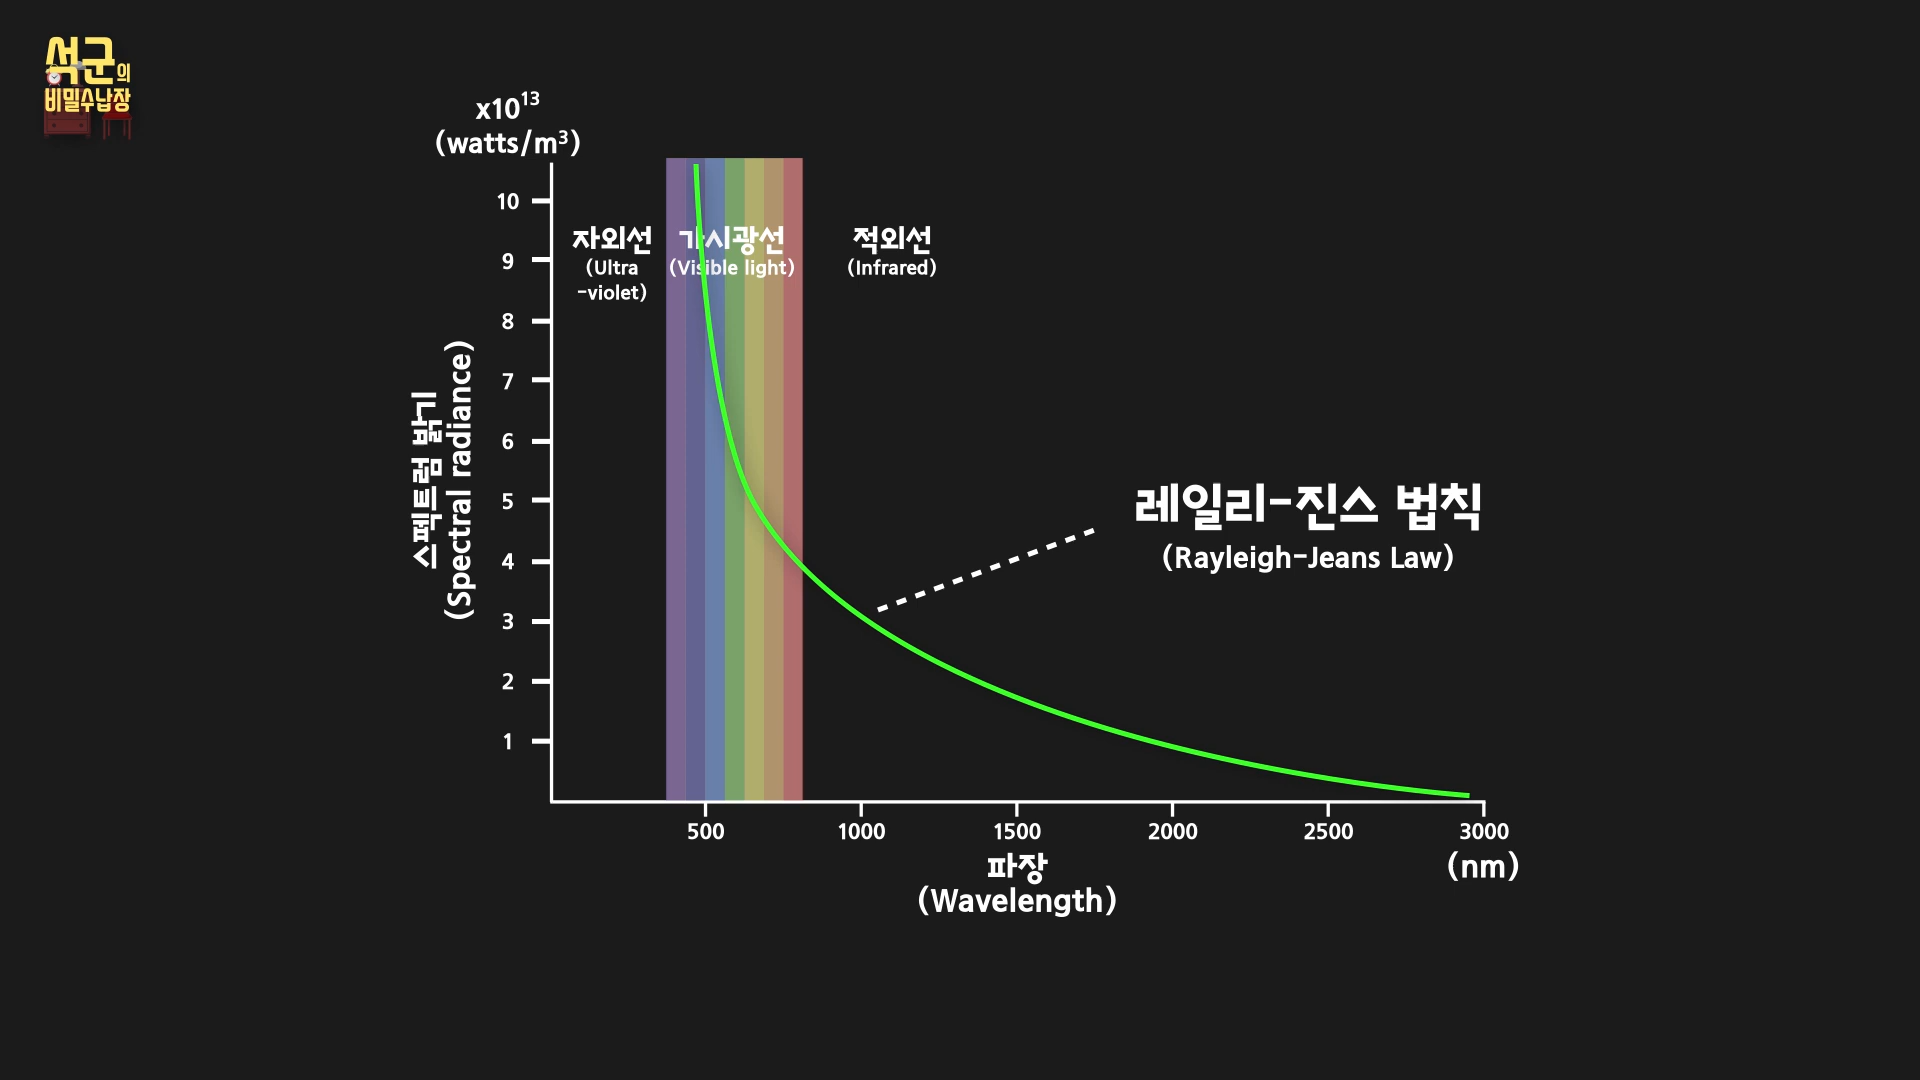 석군의
비밀수납장
x10¹³
(watts/m³)
10
9
8
7
6
5
4
3
2
1
스펙트럼 밝기
(Spectral radiance)
자외선
(Ultra
-violet)
가시광선
(Visible light)
적외선
(Infrared)
레일리-진스 법칙
(Rayleigh-Jeans Law)
500
1000
1500
2000
2500
3000
파장
(Wavelength)
(nm)